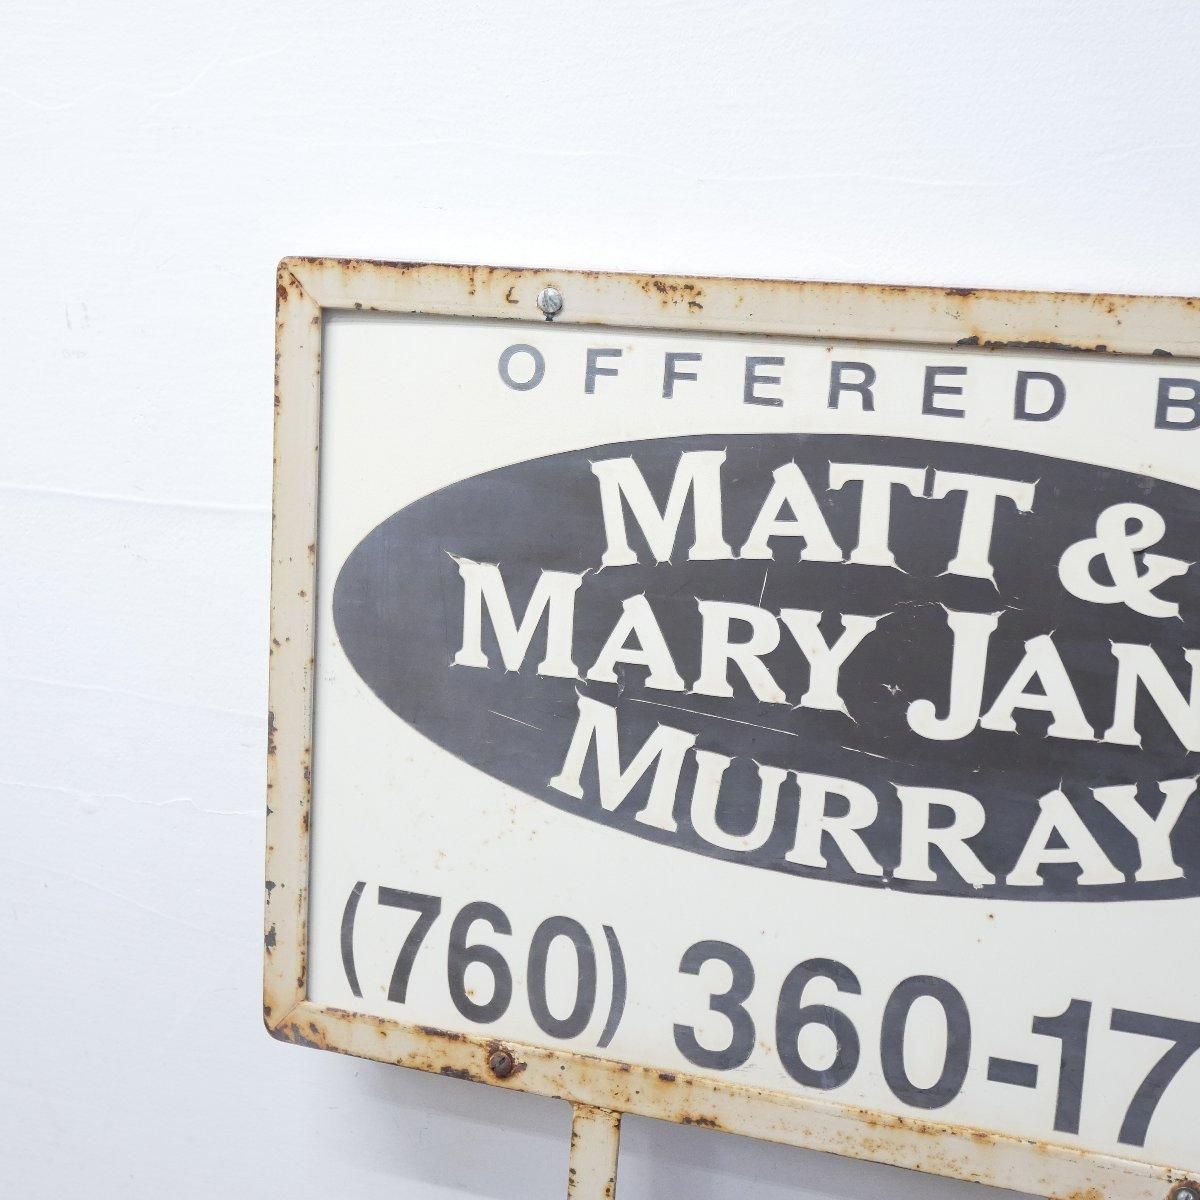 OFFERED B
MATT &
MARY JAN
MURRAY
(760) 360-17